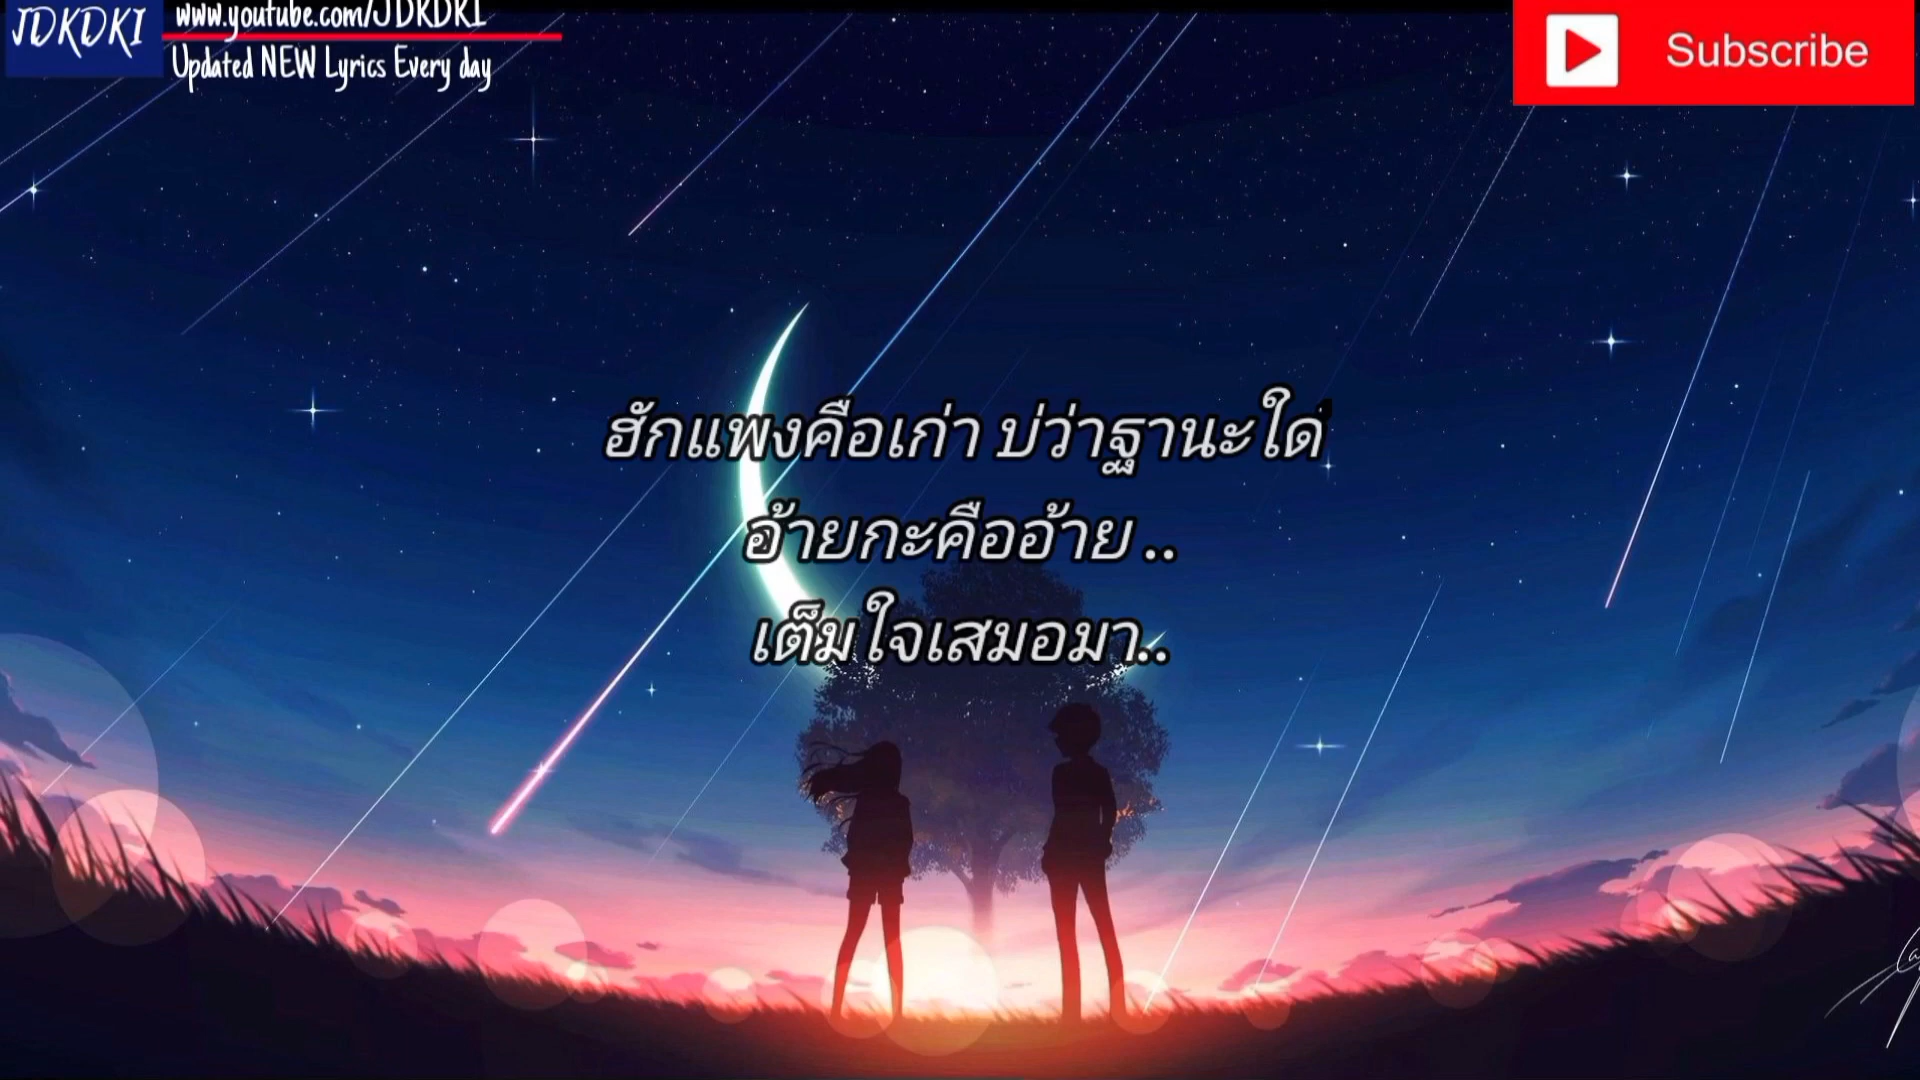 JDKDKI
www.youtube.com/JDKDKI
Updated NEW Lyrics Every day
Subscribe
ฮักแพงคือเก่า บ่ว่าฐานะใด๋
อ้ายกะคืออ้าย ..
เต็มใจเสมอมา..